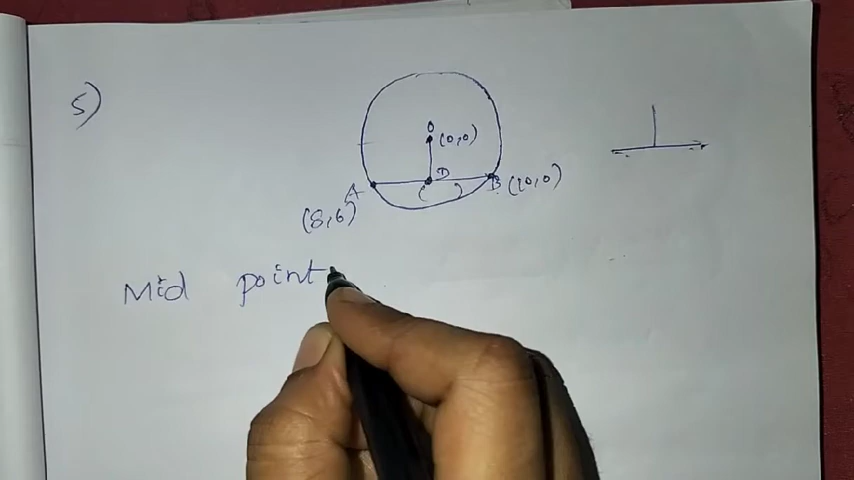 5)
O
(0,0)
D
A
B (10,0)
(8,6)
( )
Mid point